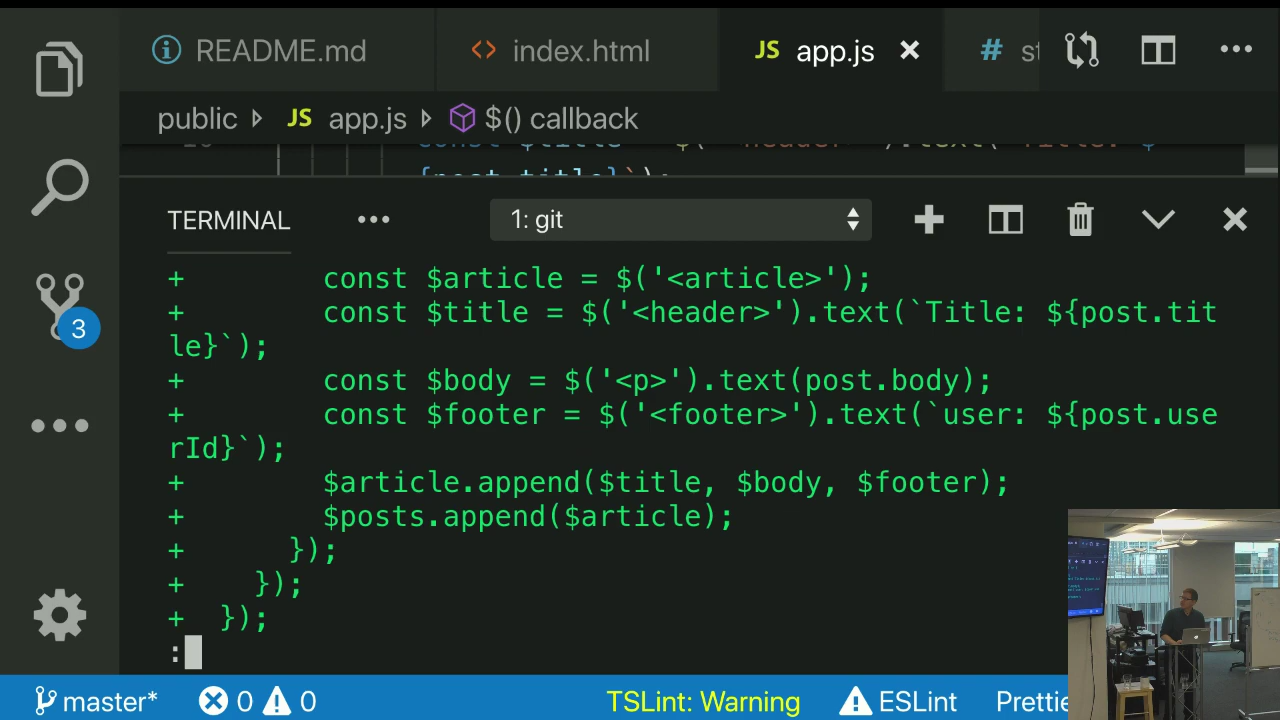 README.md
<> index.html
JS app.js ×
#
public
JS app.js
$() callback
{post.title}`);
TERMINAL
1: git
+ const $article = $('<article>');
+ const $title = $('<header>').text(`Title: ${post.tit
le}`);
+ const $body = $('<p>').text(post.body);
+ const $footer = $('<footer>').text(`user: ${post.use
rId}`);
+ $article.append($title, $body, $footer);
+ $posts.append($article);
+ });
+ });
+ });
:
3
master*
0
0
TSLint: Warning
ESLint